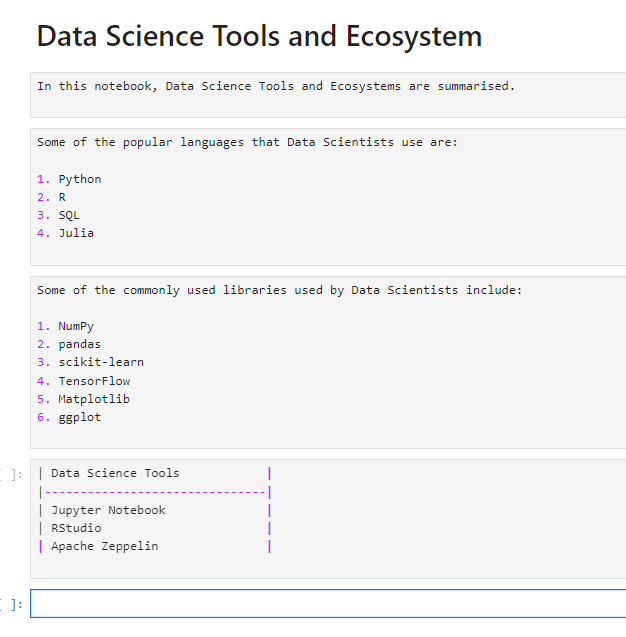 Data Science Tools and Ecosystem
In this notebook, Data Science Tools and Ecosystems are summarised.
Some of the popular languages that Data Scientists use are:
1. Python
2. R
3. SQL
4. Julia
Some of the commonly used libraries used by Data Scientists include:
1. NumPy
2. pandas
3. scikit-learn
4. TensorFlow
5. Matplotlib
6. ggplot
[ ]: | Data Science Tools            |
|-------------------------------|
| Jupyter Notebook              |
| RStudio                       |
| Apache Zeppelin               |
[ ]: